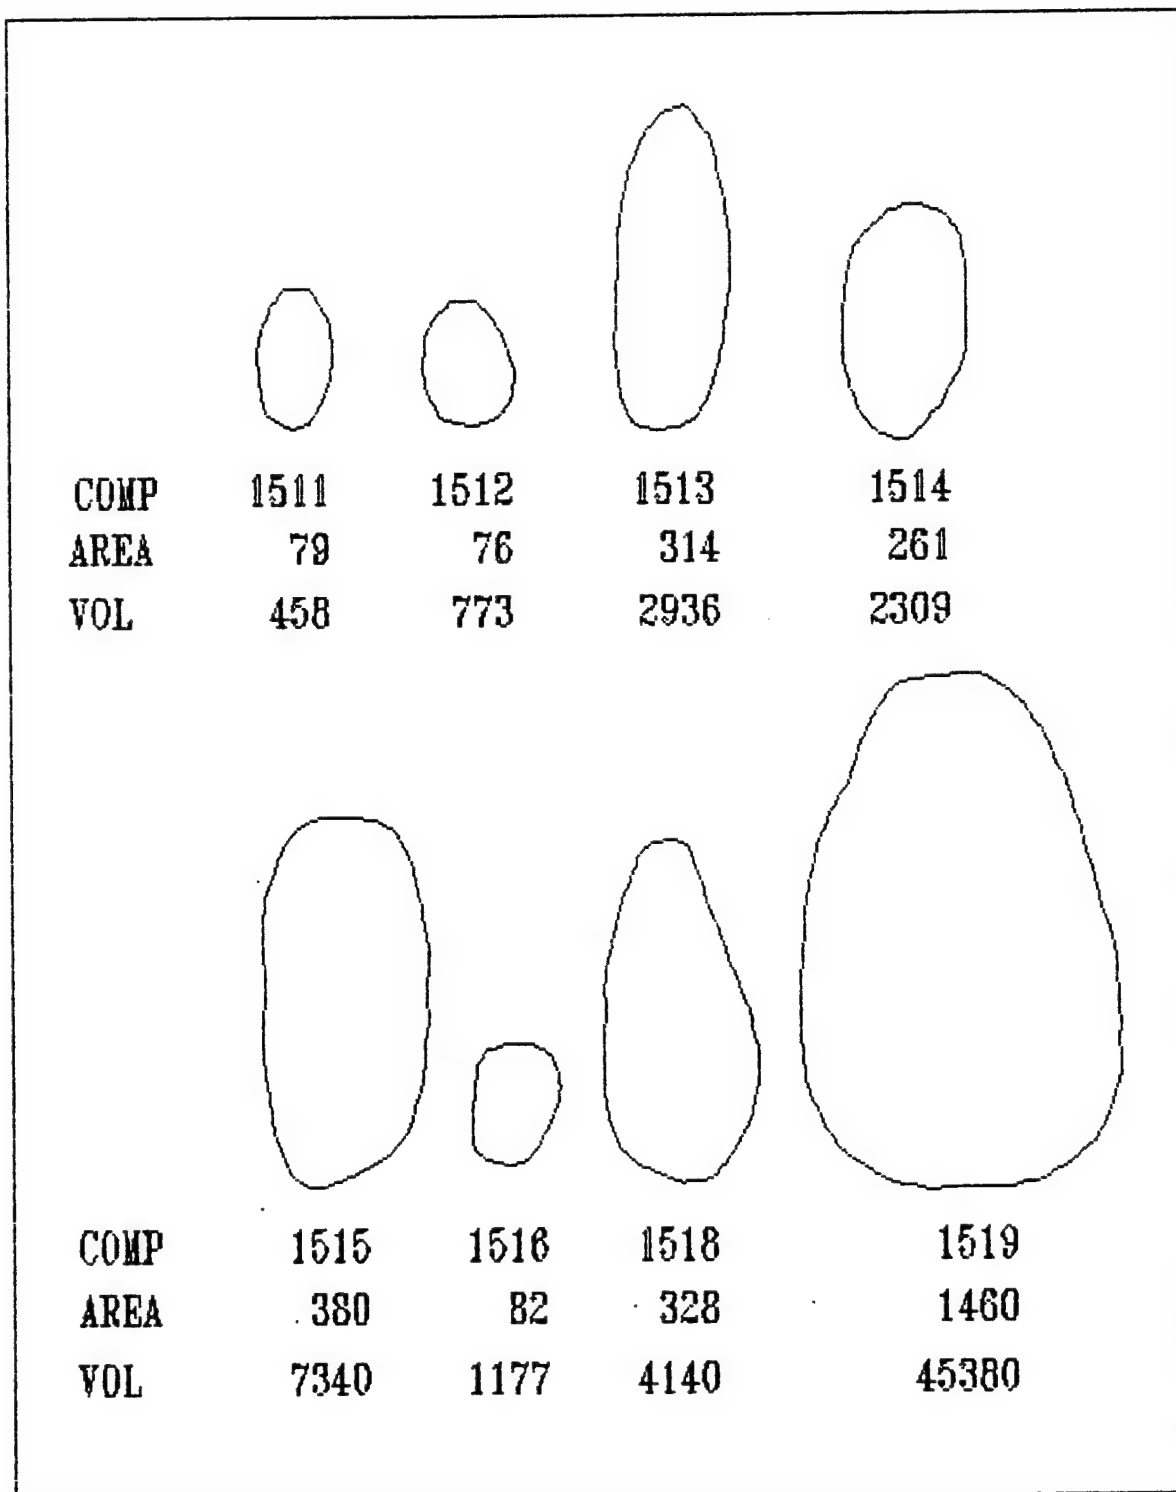 COMP 1511 1512 1513 1514
AREA 79 76 314 261
VOL 458 773 2936 2309
COMP 1515 1516 1518 1519
AREA 380 82 328 1460
VOL 7340 1177 4140 45380